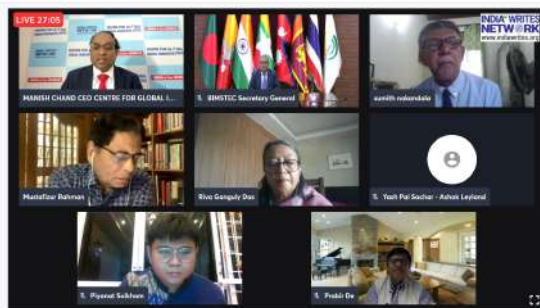 LIVE 27:05
INDIA WRITES
NETWORK
www.indiawrites.org
MANISH CHAND CEO CENTRE FOR GLOBAL I...
BIMSTEC Secretary General
sumith nakandala
Mustafizur Rahman
Riva Ganguly Das
Yash Pal Sachar - Ashok Leyland
Piyanat Soikham
Prabir De